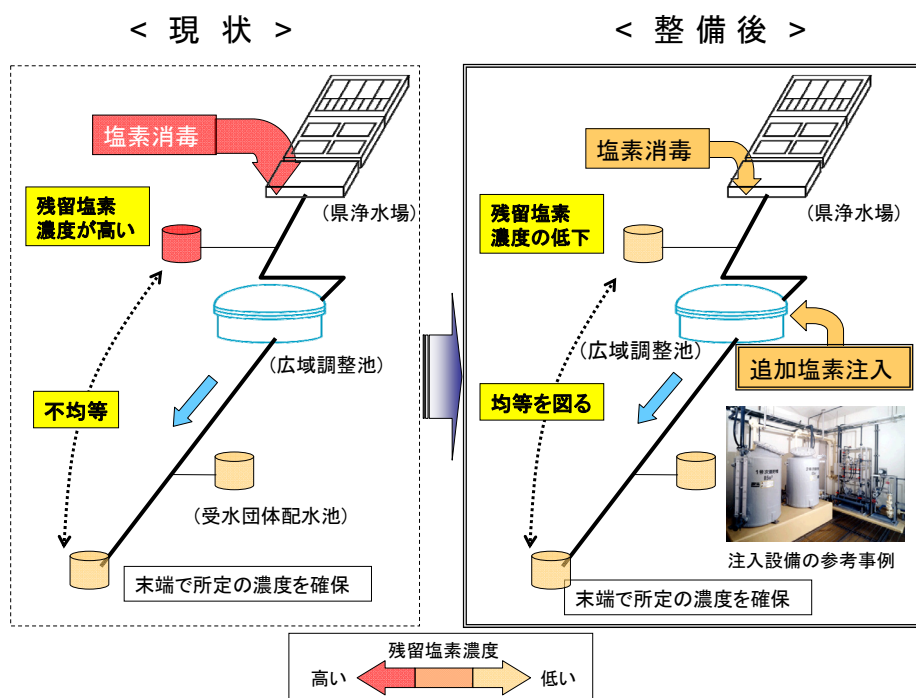 < 現 状 >
塩素消毒
残留塩素
濃度が高い
(県浄水場)
(広域調整池)
不均等
(受水団体配水池)
末端で所定の濃度を確保
< 整 備 後 >
塩素消毒
残留塩素
濃度の低下
(県浄水場)
(広域調整池)
追加塩素注入
均等を図る
注入設備の参考事例
末端で所定の濃度を確保
残留塩素濃度
高い
低い